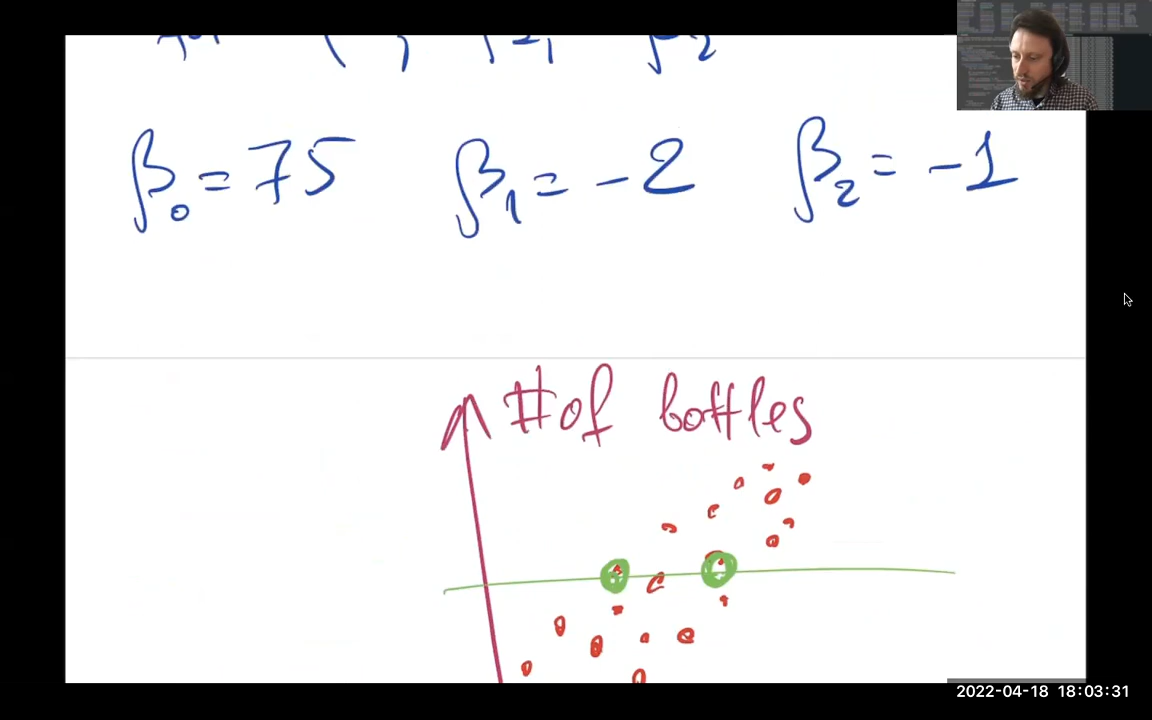 β₀ = 75 β₁ = -2 β₂ = -1
# of bottles
2022-04-18 18:03:31